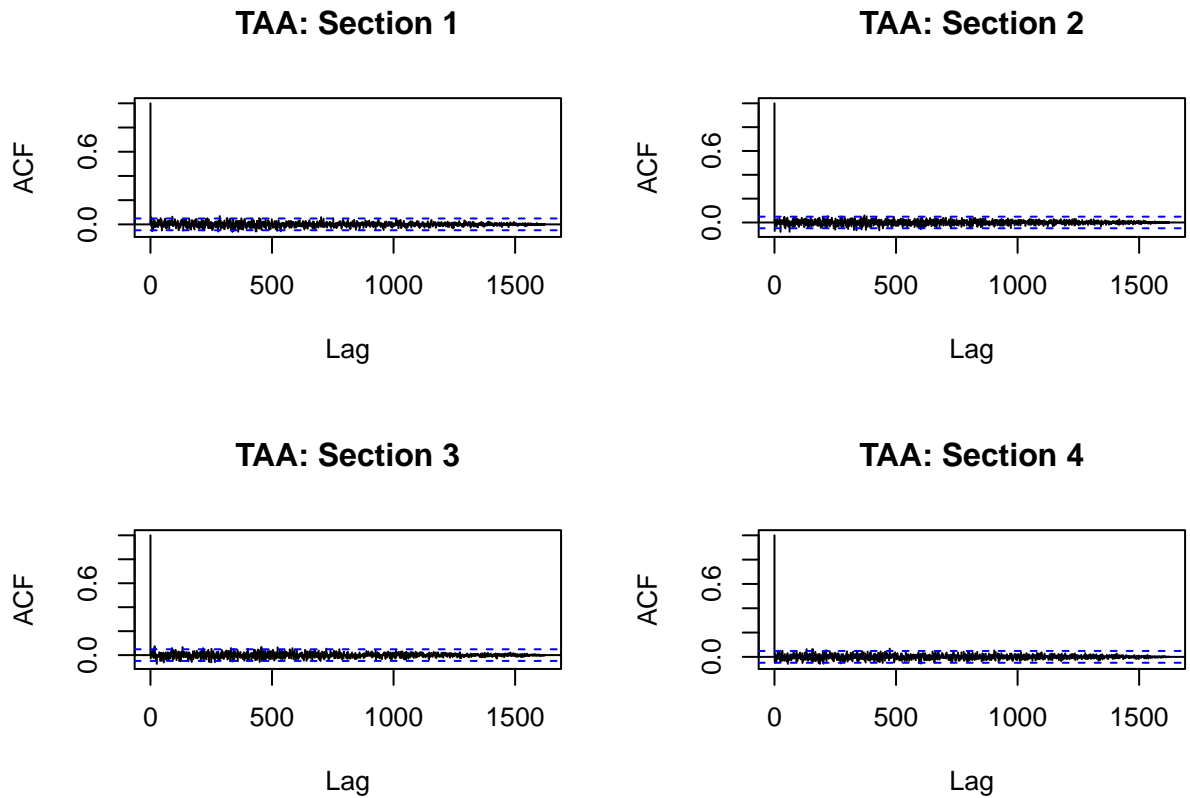 TAA: Section 1
ACF
0.0 0.6
0 500 1000 1500
Lag
TAA: Section 2
ACF
0.0 0.6
0 500 1000 1500
Lag
TAA: Section 3
ACF
0.0 0.6
0 500 1000 1500
Lag
TAA: Section 4
ACF
0.0 0.6
0 500 1000 1500
Lag